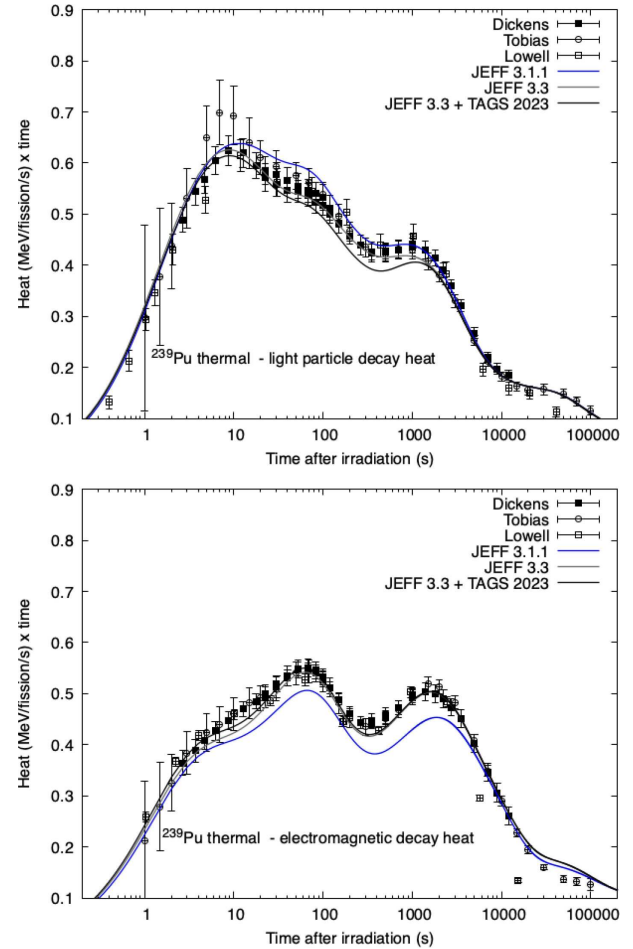 0.9
0.8
0.7
0.6
0.5
0.4
0.3
0.2
0.1
Heat (MeV/fission/s) x time
Dickens
Tobias
Lowell
JEFF 3.1.1
JEFF 3.3
JEFF 3.3 + TAGS 2023
239Pu thermal - light particle decay heat
1 10 100 1000 10000 100000
Time after irradiation (s)
0.9
0.8
0.7
0.6
0.5
0.4
0.3
0.2
0.1
Heat (MeV/fission/s) x time
Dickens
Tobias
Lowell
JEFF 3.1.1
JEFF 3.3
JEFF 3.3 + TAGS 2023
239Pu thermal - electromagnetic decay heat
1 10 100 1000 10000 100000
Time after irradiation (s)